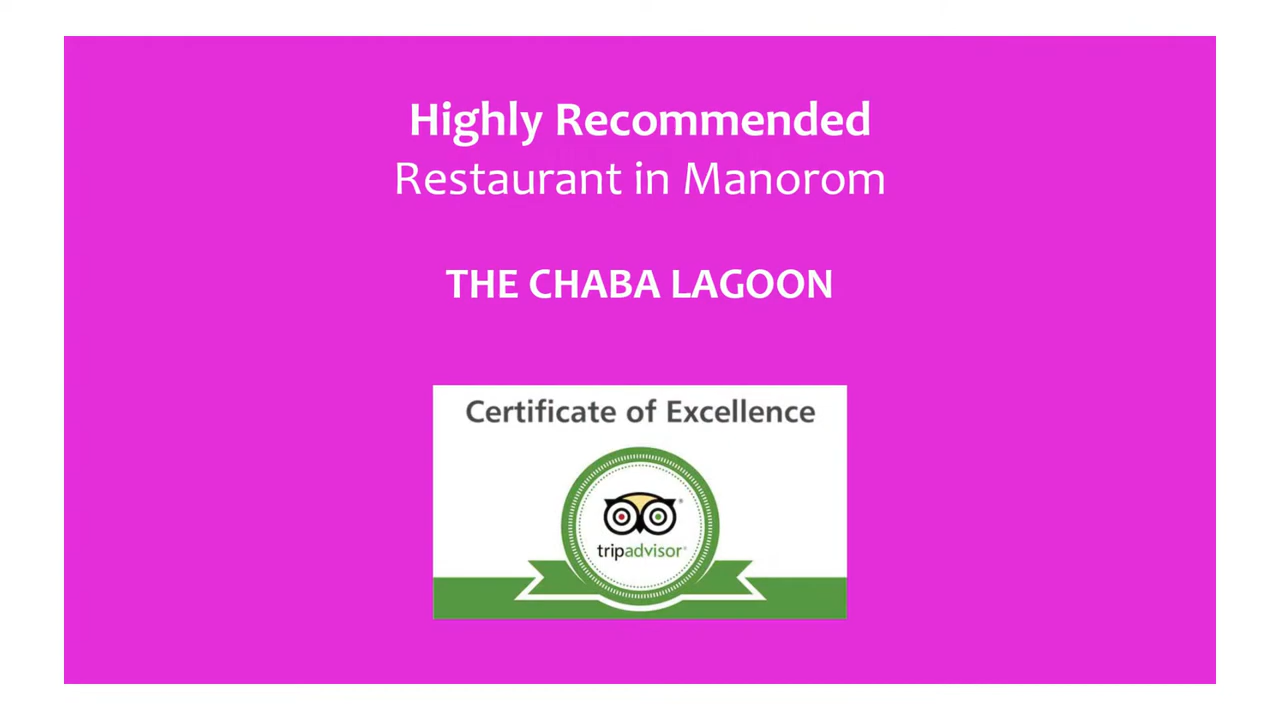 Highly Recommended
Restaurant in Manorom
THE CHABA LAGOON
Certificate of Excellence
tripadvisor®